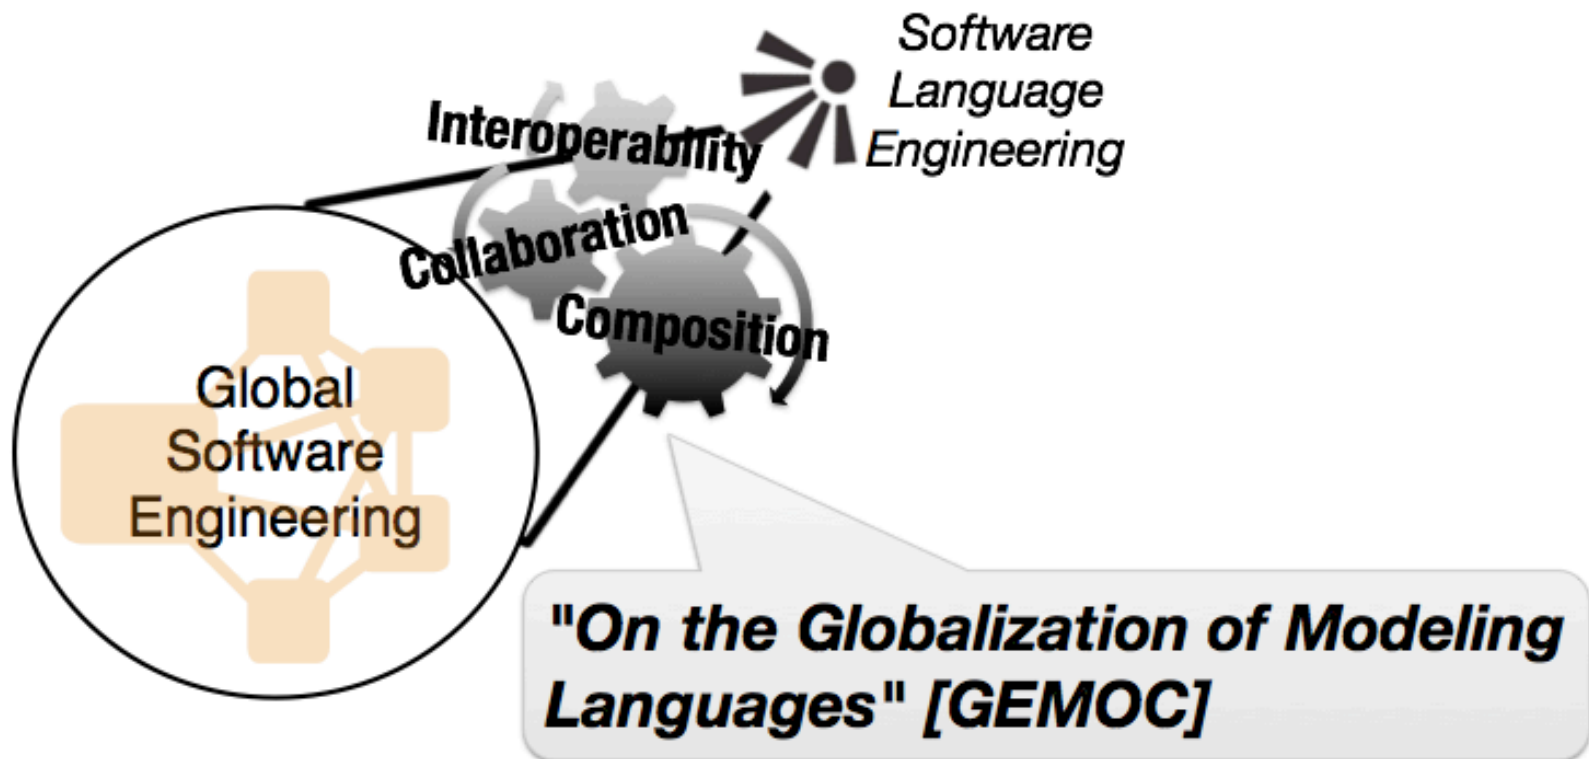 Software
Language
Engineering
Interoperability
Collaboration
Composition
Global
Software
Engineering
"On the Globalization of Modeling
Languages" [GEMOC]